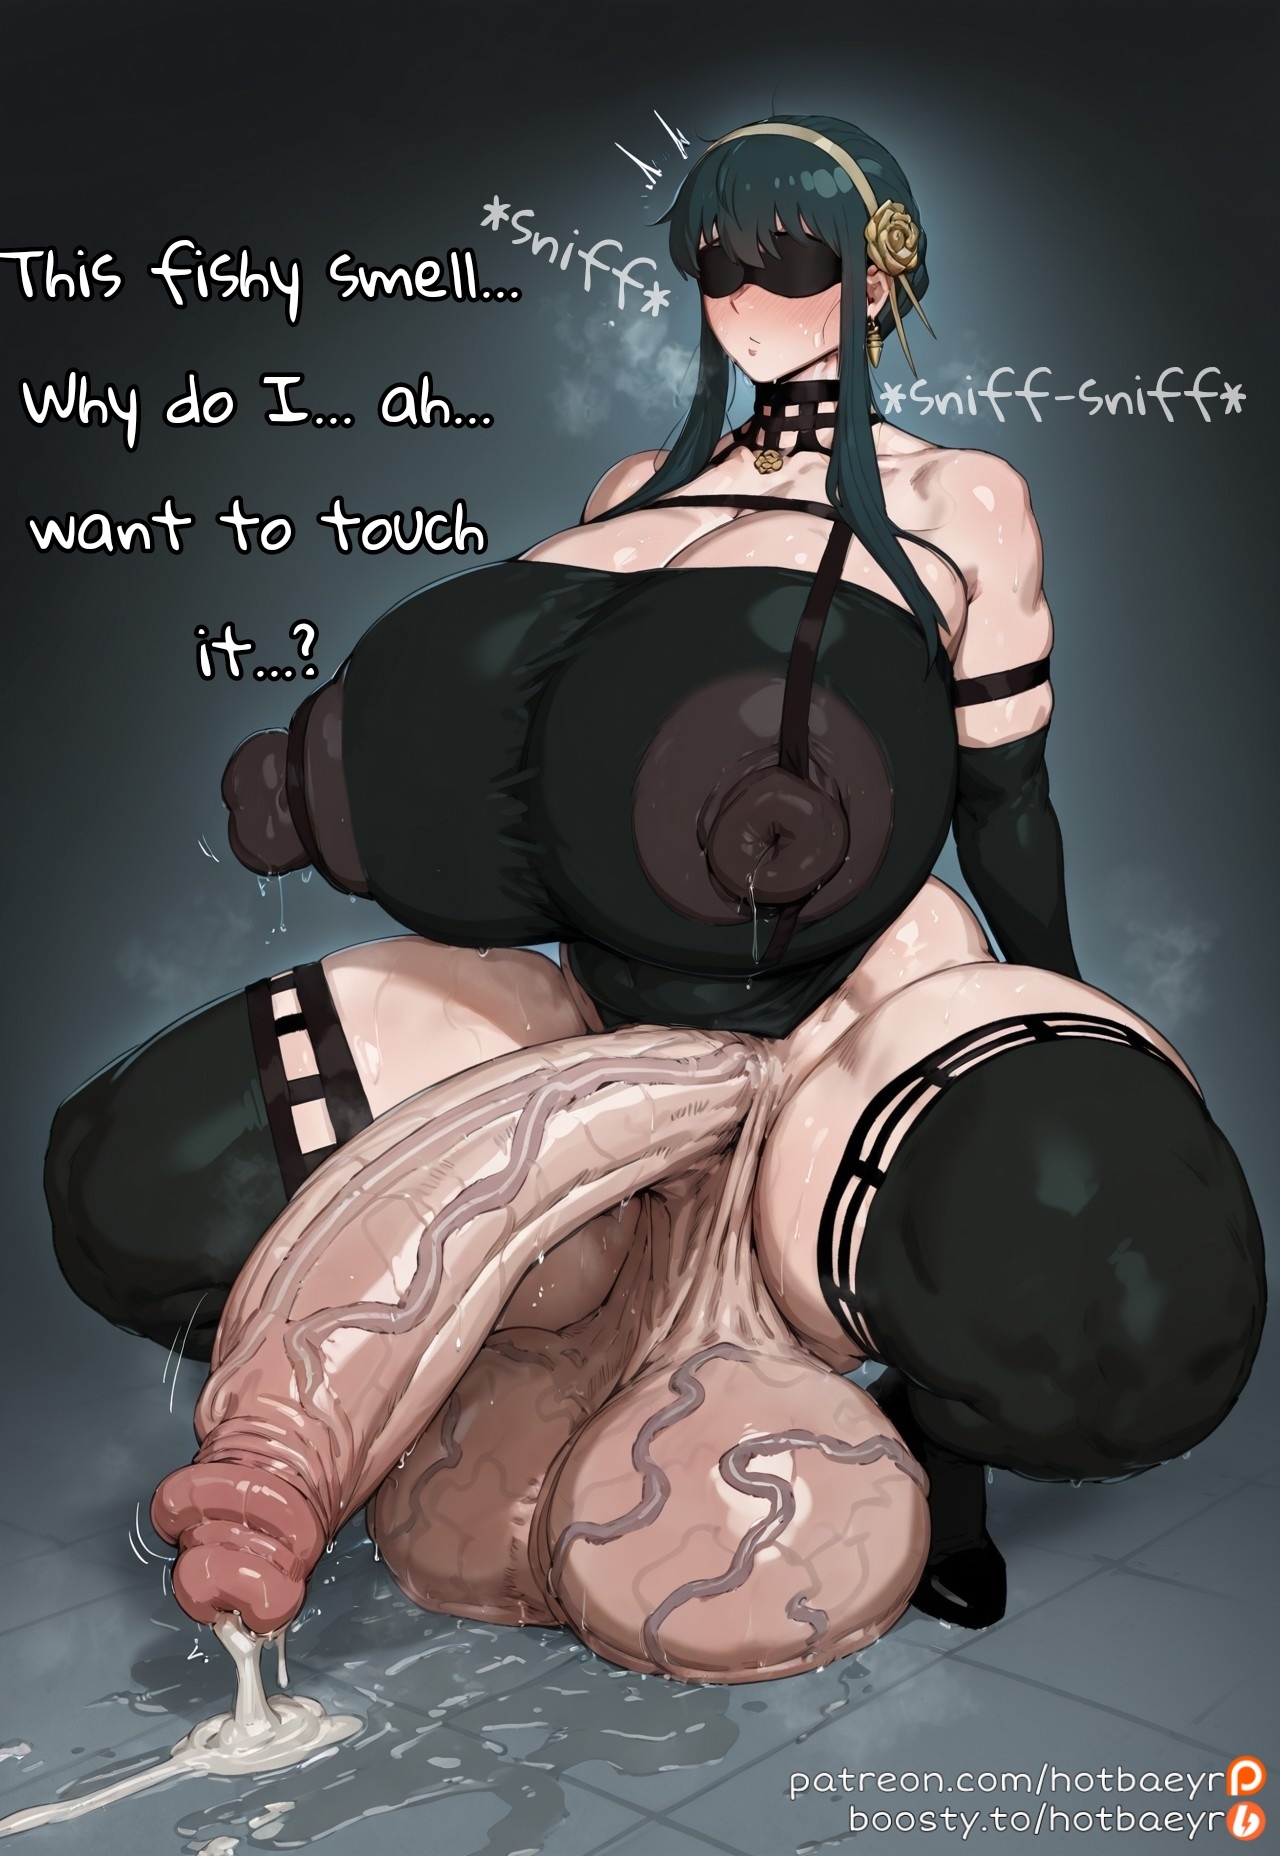 *sniff*
This fishy smell...
*sniff-sniff*
Why do I... ah...
want to touch
it...?
patreon.com/hotbaeyr
boosty.to/hotbaeyr